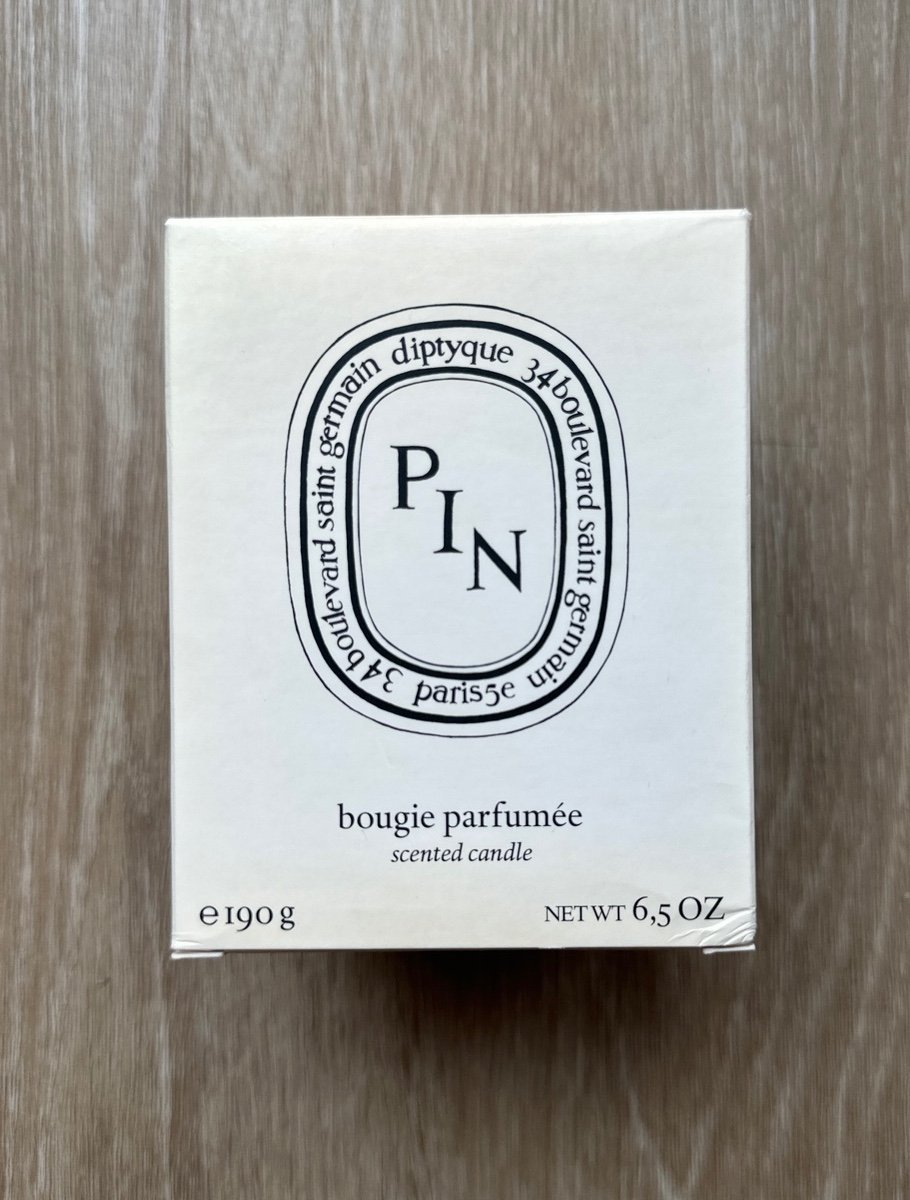 diptyque 34 boulevard saint germain paris5e 34 boulevard saint germain
PIN
bougie parfumée
scented candle
e190 g
NET WT 6,5 OZ